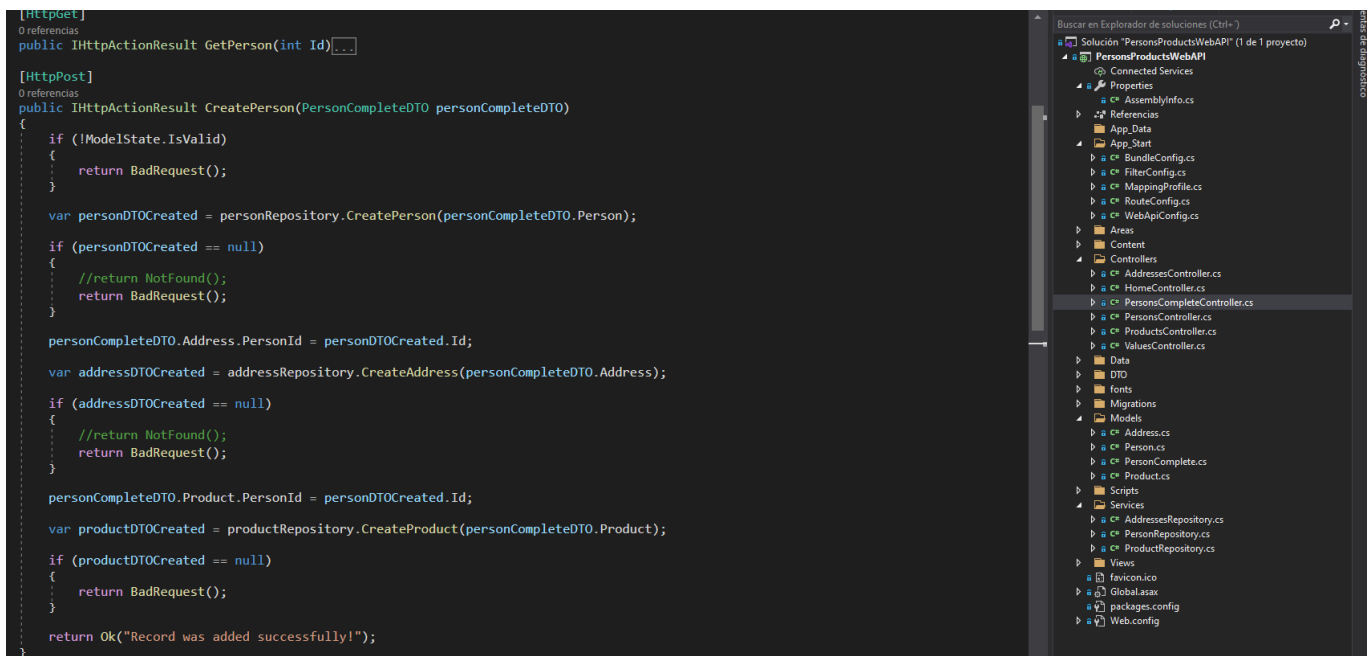 [HttpGet]
0 referencias
public IHttpActionResult GetPerson(int Id)...
[HttpPost]
0 referencias
public IHttpActionResult CreatePerson(PersonCompleteDTO personCompleteDTO)
{
if (!ModelState.IsValid)
{
return BadRequest();
}
var personDTOCreated = personRepository.CreatePerson(personCompleteDTO.Person);
if (personDTOCreated == null)
{
//return NotFound();
return BadRequest();
}
personCompleteDTO.Address.PersonId = personDTOCreated.Id;
var addressDTOCreated = addressRepository.CreateAddress(personCompleteDTO.Address);
if (addressDTOCreated == null)
{
//return NotFound();
return BadRequest();
}
personCompleteDTO.Product.PersonId = personDTOCreated.Id;
var productDTOCreated = productRepository.CreateProduct(personCompleteDTO.Product);
if (productDTOCreated == null)
{
return BadRequest();
}
return Ok("Record was added successfully!");
}
Buscar en Explorador de soluciones (Ctrl+´)
Solución "PersonsProductsWebAPI" (1 de 1 proyecto)
PersonsProductsWebAPI
Connected Services
Properties
C# AssemblyInfo.cs
Referencias
App_Data
App_Start
C# BundleConfig.cs
C# FilterConfig.cs
C# MappingProfile.cs
C# RouteConfig.cs
C# WebApiConfig.cs
Areas
Content
Controllers
C# AddressesController.cs
C# HomeController.cs
C# PersonsCompleteController.cs
C# PersonsController.cs
C# ProductsController.cs
C# ValuesController.cs
Data
DTO
fonts
Migrations
Models
C# Address.cs
C# Person.cs
C# PersonComplete.cs
C# Product.cs
Scripts
Services
C# AddressesRepository.cs
C# PersonRepository.cs
C# ProductRepository.cs
Views
favicon.ico
Global.asax
packages.config
Web.config
de diagnóstico